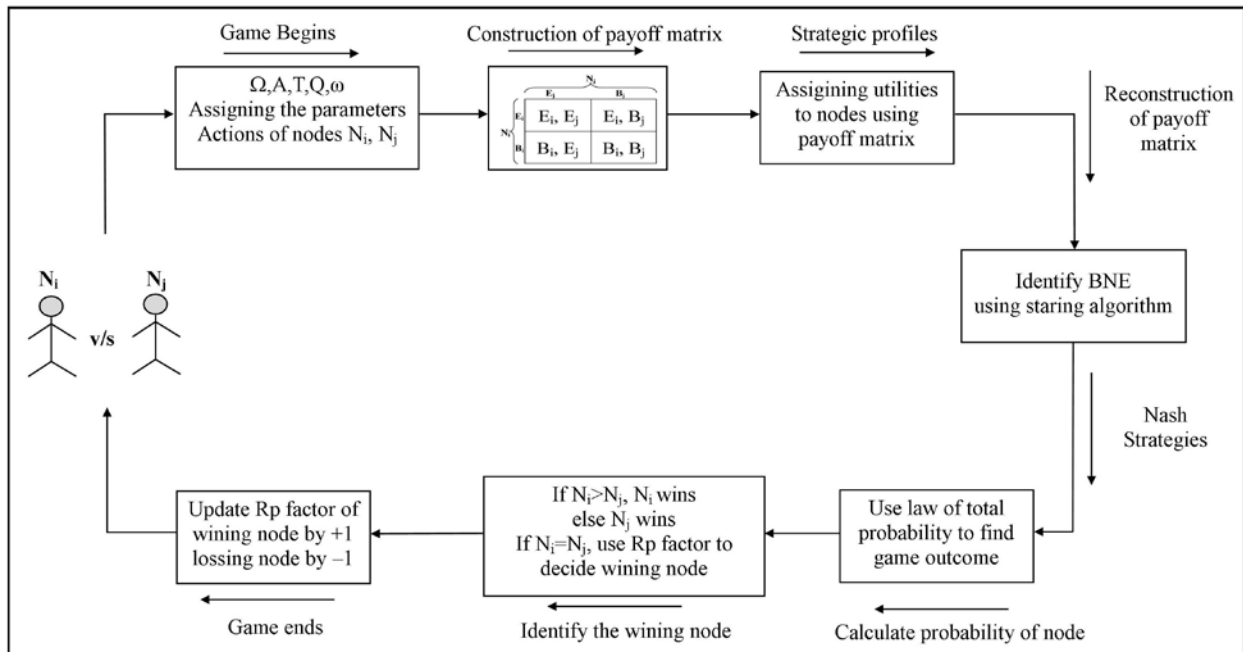 Game Begins
Ω,A,T,Q,ω
Assigning the parameters
Actions of nodes Nᵢ, Nⱼ
Construction of payoff matrix
Nⱼ
Eⱼ Bⱼ
Nᵢ
Eᵢ Eᵢ, Eⱼ Eᵢ, Bⱼ
Bᵢ Bᵢ, Eⱼ Bᵢ, Bⱼ
Strategic profiles
Assigining utilities
to nodes using
payoff matrix
Reconstruction
of payoff
matrix
Identify BNE
using staring algorithm
Nash
Strategies
Use law of total
probability to find
game outcome
Calculate probability of node
If Nᵢ>Nⱼ, Nᵢ wins
else Nⱼ wins
If Nᵢ=Nⱼ, use Rp factor to
decide wining node
Identify the wining node
Update Rp factor of
wining node by +1
lossing node by –1
Game ends
Nᵢ Nⱼ
v/s